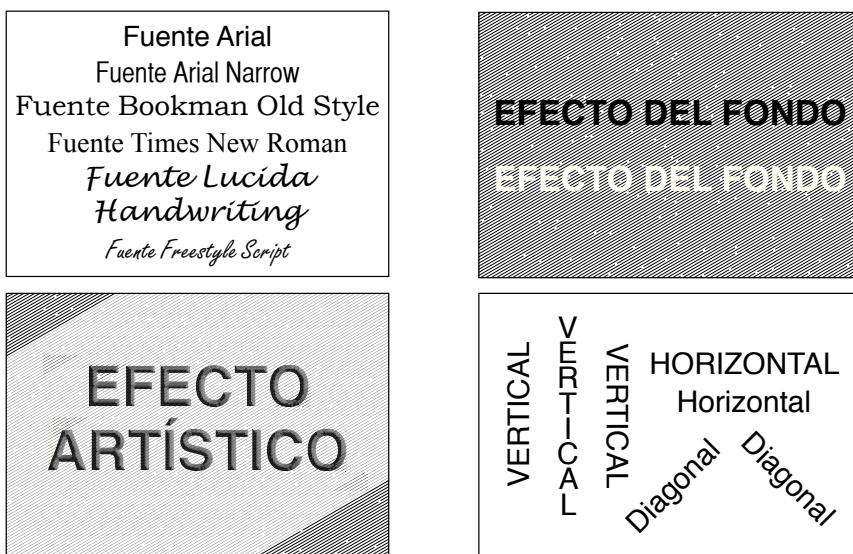 Fuente Arial
Fuente Arial Narrow
Fuente Bookman Old Style
Fuente Times New Roman
Fuente Lucida
Handwriting
Fuente Freestyle Script
EFECTO DEL FONDO
EFECTO DEL FONDO
EFECTO
ARTÍSTICO
VERTICAL
VERTICAL
VERTICAL
HORIZONTAL
Horizontal
Diagonal
Diagonal